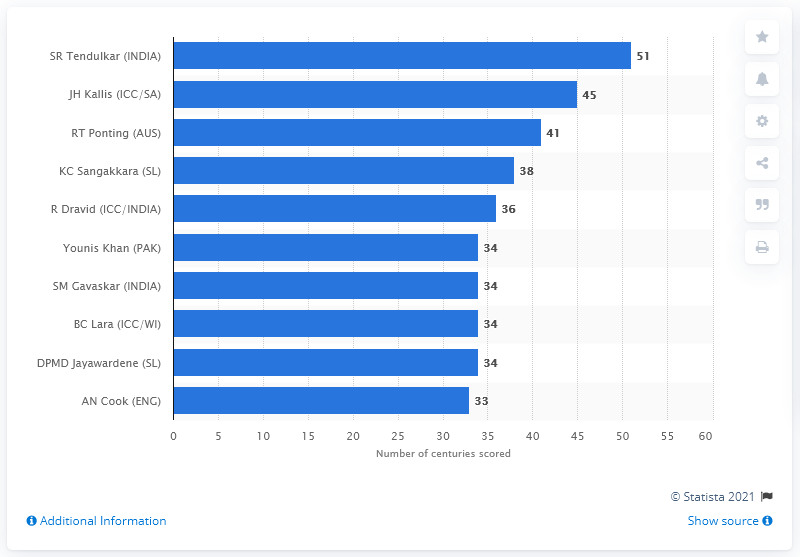 SR Tendulkar (INDIA) 51
JH Kallis (ICC/SA) 45
RT Ponting (AUS) 41
KC Sangakkara (SL) 38
R Dravid (ICC/INDIA) 36
Younis Khan (PAK) 34
SM Gavaskar (INDIA) 34
BC Lara (ICC/WI) 34
DPMD Jayawardene (SL) 34
AN Cook (ENG) 33
0 5 10 15 20 25 30 35 40 45 50 55 60
Number of centuries scored
© Statista 2021
Additional Information Show source